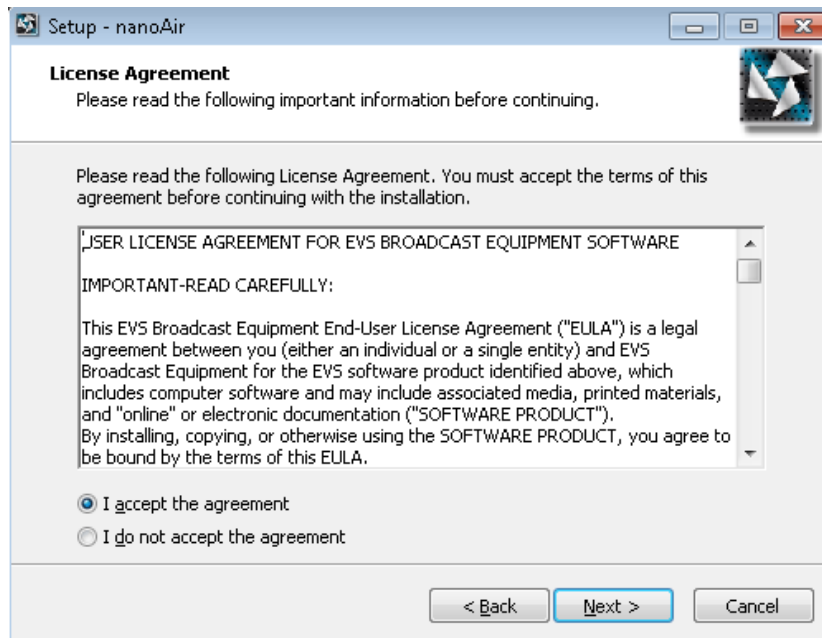 Setup - nanoAir
License Agreement
Please read the following important information before continuing.
Please read the following License Agreement. You must accept the terms of this
agreement before continuing with the installation.
USER LICENSE AGREEMENT FOR EVS BROADCAST EQUIPMENT SOFTWARE
IMPORTANT-READ CAREFULLY:
This EVS Broadcast Equipment End-User License Agreement ("EULA") is a legal
agreement between you (either an individual or a single entity) and EVS
Broadcast Equipment for the EVS software product identified above, which
includes computer software and may include associated media, printed materials,
and "online" or electronic documentation ("SOFTWARE PRODUCT").
By installing, copying, or otherwise using the SOFTWARE PRODUCT, you agree to
be bound by the terms of this EULA.
I accept the agreement
I do not accept the agreement
< Back
Next >
Cancel